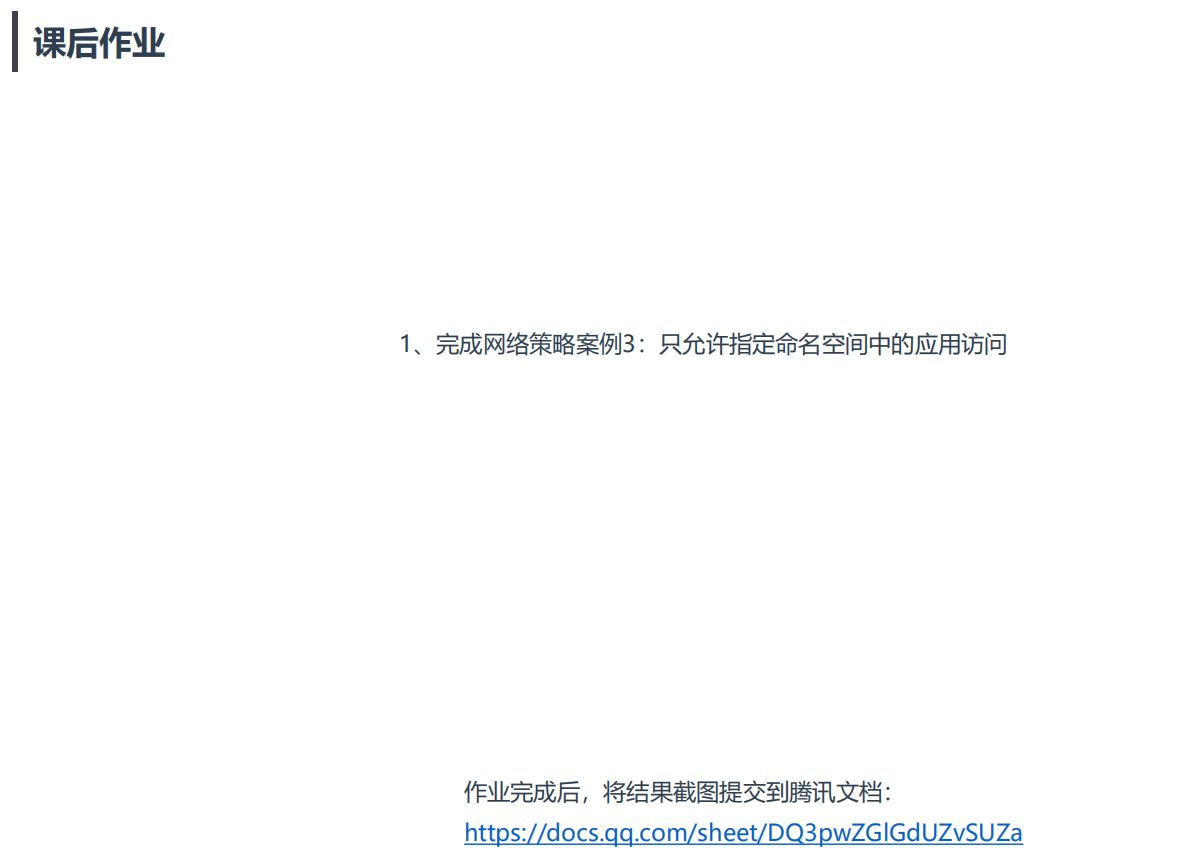 课后作业
1、完成网络策略案例3：只允许指定命名空间中的应用访问
作业完成后，将结果截图提交到腾讯文档：
https://docs.qq.com/sheet/DQ3pwZGlGdUZvSUZa